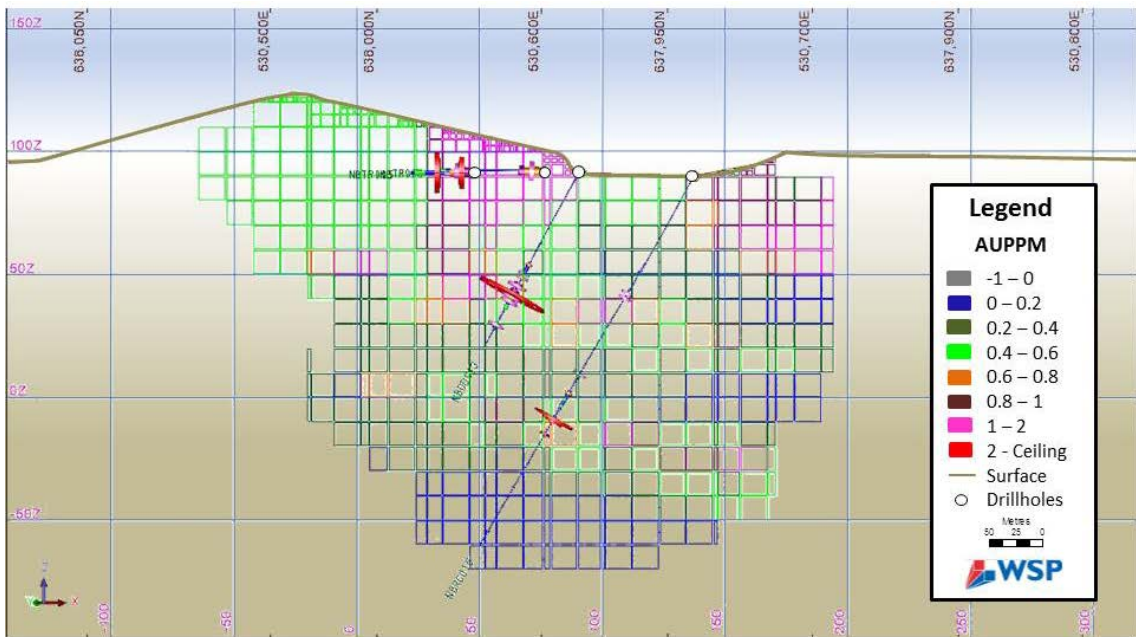 150Z
638,050N
530,500E
638,000N
530,600E
637,950N
530,700E
637,900N
530,800E
100Z
50Z
0Z
-50Z
NBRC016
-100
0
50
100
150
200
250
300
Legend
AUPPM
-1 – 0
0 – 0.2
0.2 – 0.4
0.4 – 0.6
0.6 – 0.8
0.8 – 1
1 – 2
2 - Ceiling
Surface
Drillholes
Metres
50 25 0
WSP